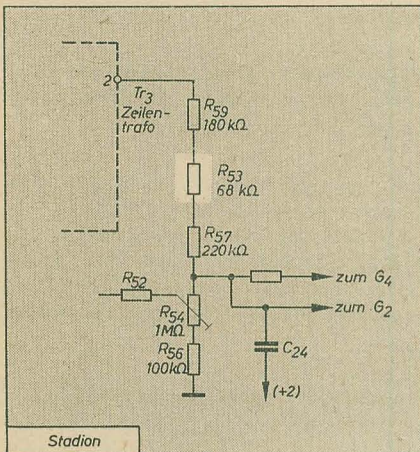 2
Tr3
Zeilen-
trafo
R59
180 kΩ
R53
68 kΩ
R57
220 kΩ
zum G4
R52
zum G2
R54
1MΩ
R56
100kΩ
C24
(+2)
Stadion